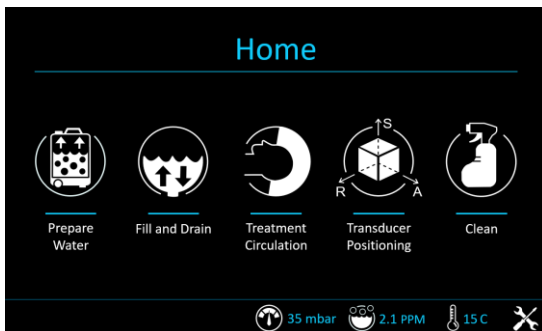 Home
S
R
A
Prepare
Water
Fill and Drain
Treatment
Circulation
Transducer
Positioning
Clean
35 mbar
2.1 PPM
15 C